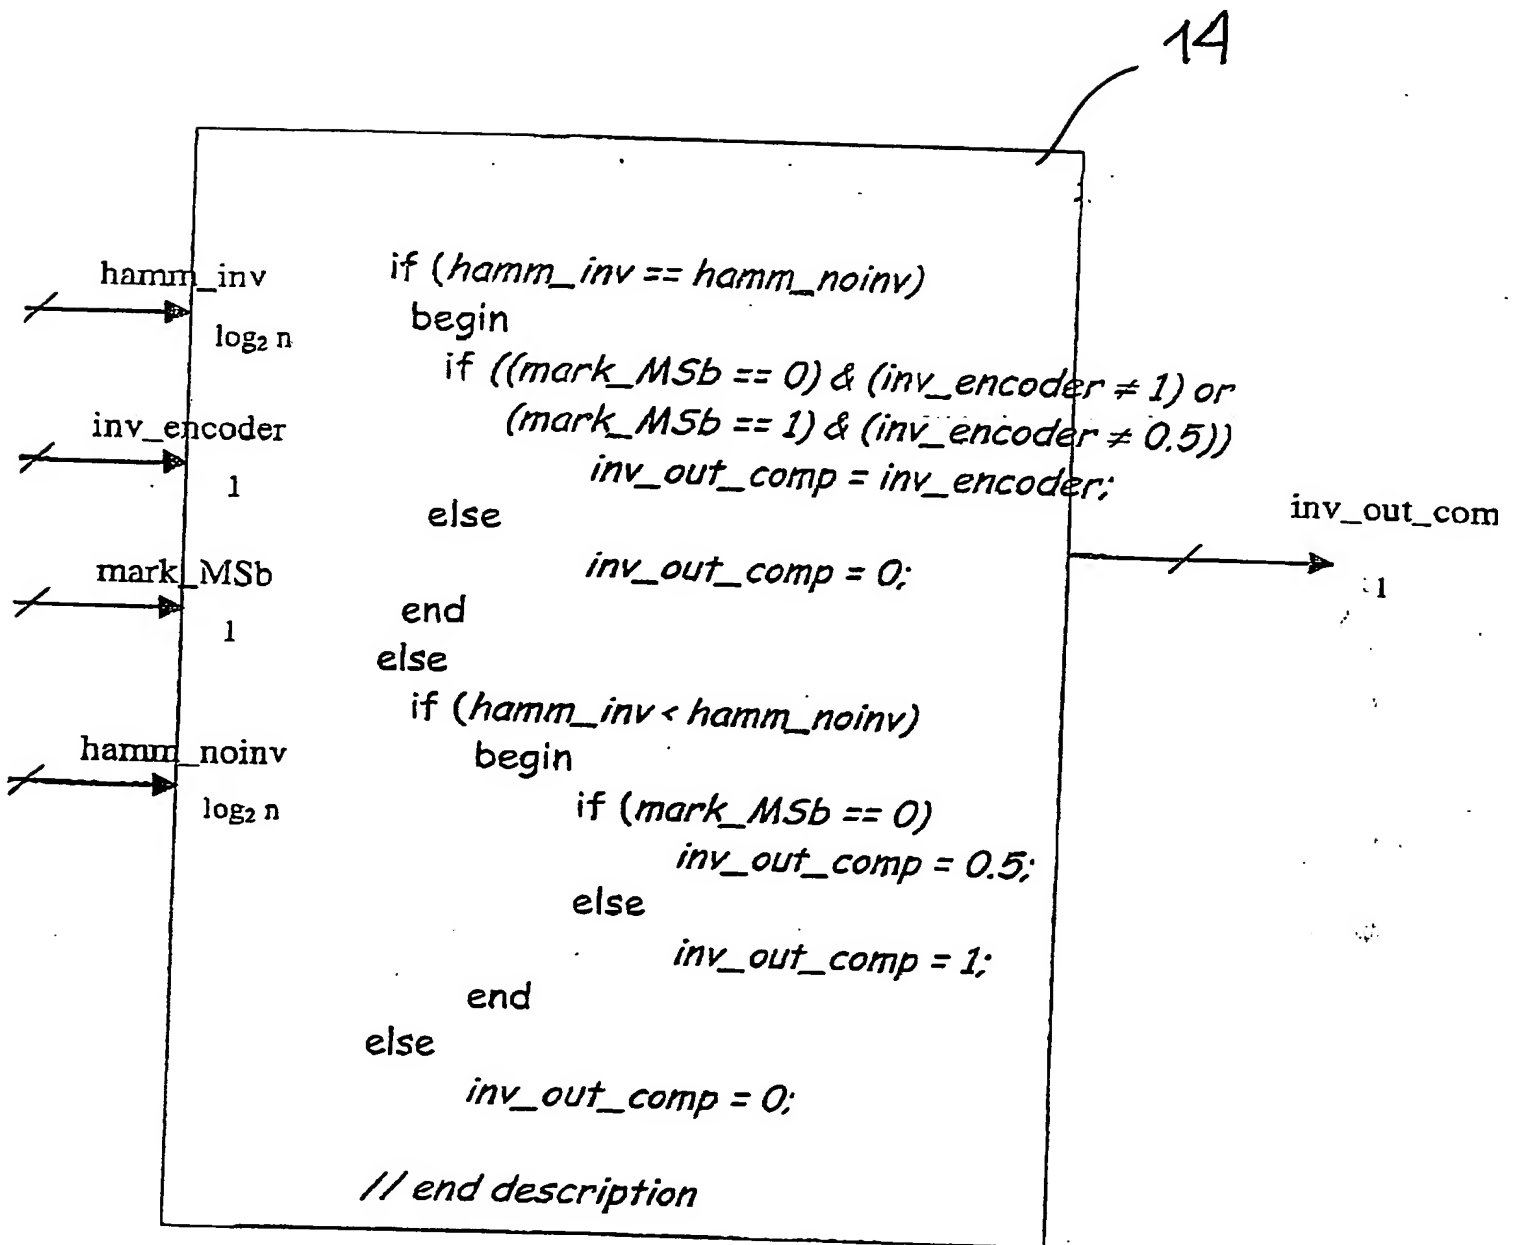 14
hamm_inv
log₂ n
inv_encoder
1
mark_MSb
1
hamm_noinv
log₂ n
if (hamm_inv == hamm_noinv)
begin
if ((mark_MSb == 0) & (inv_encoder ≠ 1) or
(mark_MSb == 1) & (inv_encoder ≠ 0.5))
inv_out_comp = inv_encoder;
else
inv_out_comp = 0;
end
else
if (hamm_inv < hamm_noinv)
begin
if (mark_MSb == 0)
inv_out_comp = 0.5;
else
inv_out_comp = 1;
end
else
inv_out_comp = 0;
// end description
inv_out_com
1